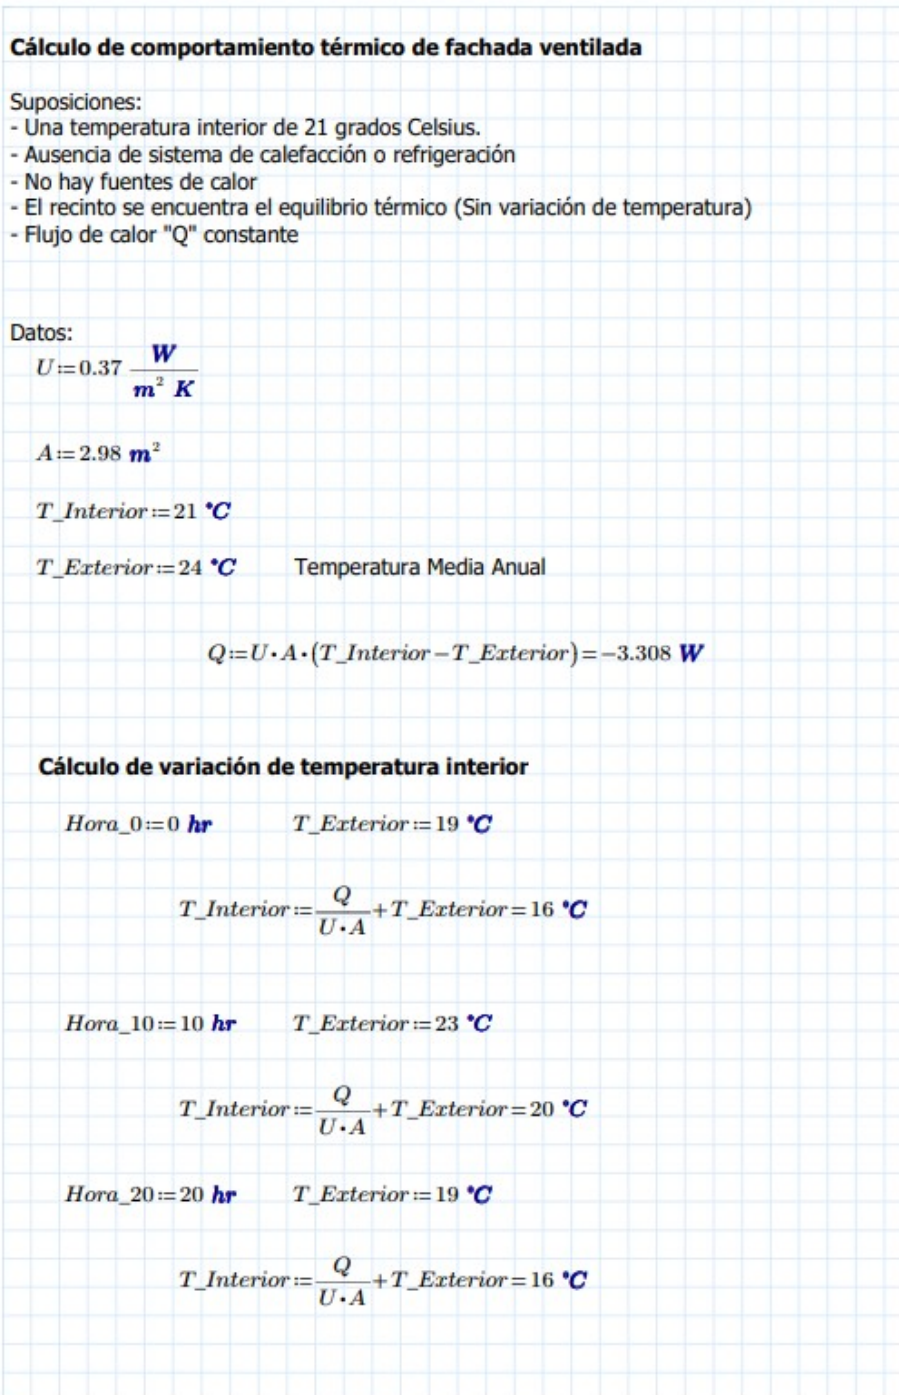 Cálculo de comportamiento térmico de fachada ventilada
Suposiciones:
- Una temperatura interior de 21 grados Celsius.
- Ausencia de sistema de calefacción o refrigeración
- No hay fuentes de calor
- El recinto se encuentra el equilibrio térmico (Sin variación de temperatura)
- Flujo de calor "Q" constante
Datos:
U:=0.37 W/(m² K)
A:=2.98 m²
T_Interior:=21 °C
T_Exterior:=24 °C Temperatura Media Anual
Q:=U·A·(T_Interior−T_Exterior)=−3.308 W
Cálculo de variación de temperatura interior
Hora_0:=0 hr T_Exterior:=19 °C
T_Interior:=Q/(U·A)+T_Exterior=16 °C
Hora_10:=10 hr T_Exterior:=23 °C
T_Interior:=Q/(U·A)+T_Exterior=20 °C
Hora_20:=20 hr T_Exterior:=19 °C
T_Interior:=Q/(U·A)+T_Exterior=16 °C